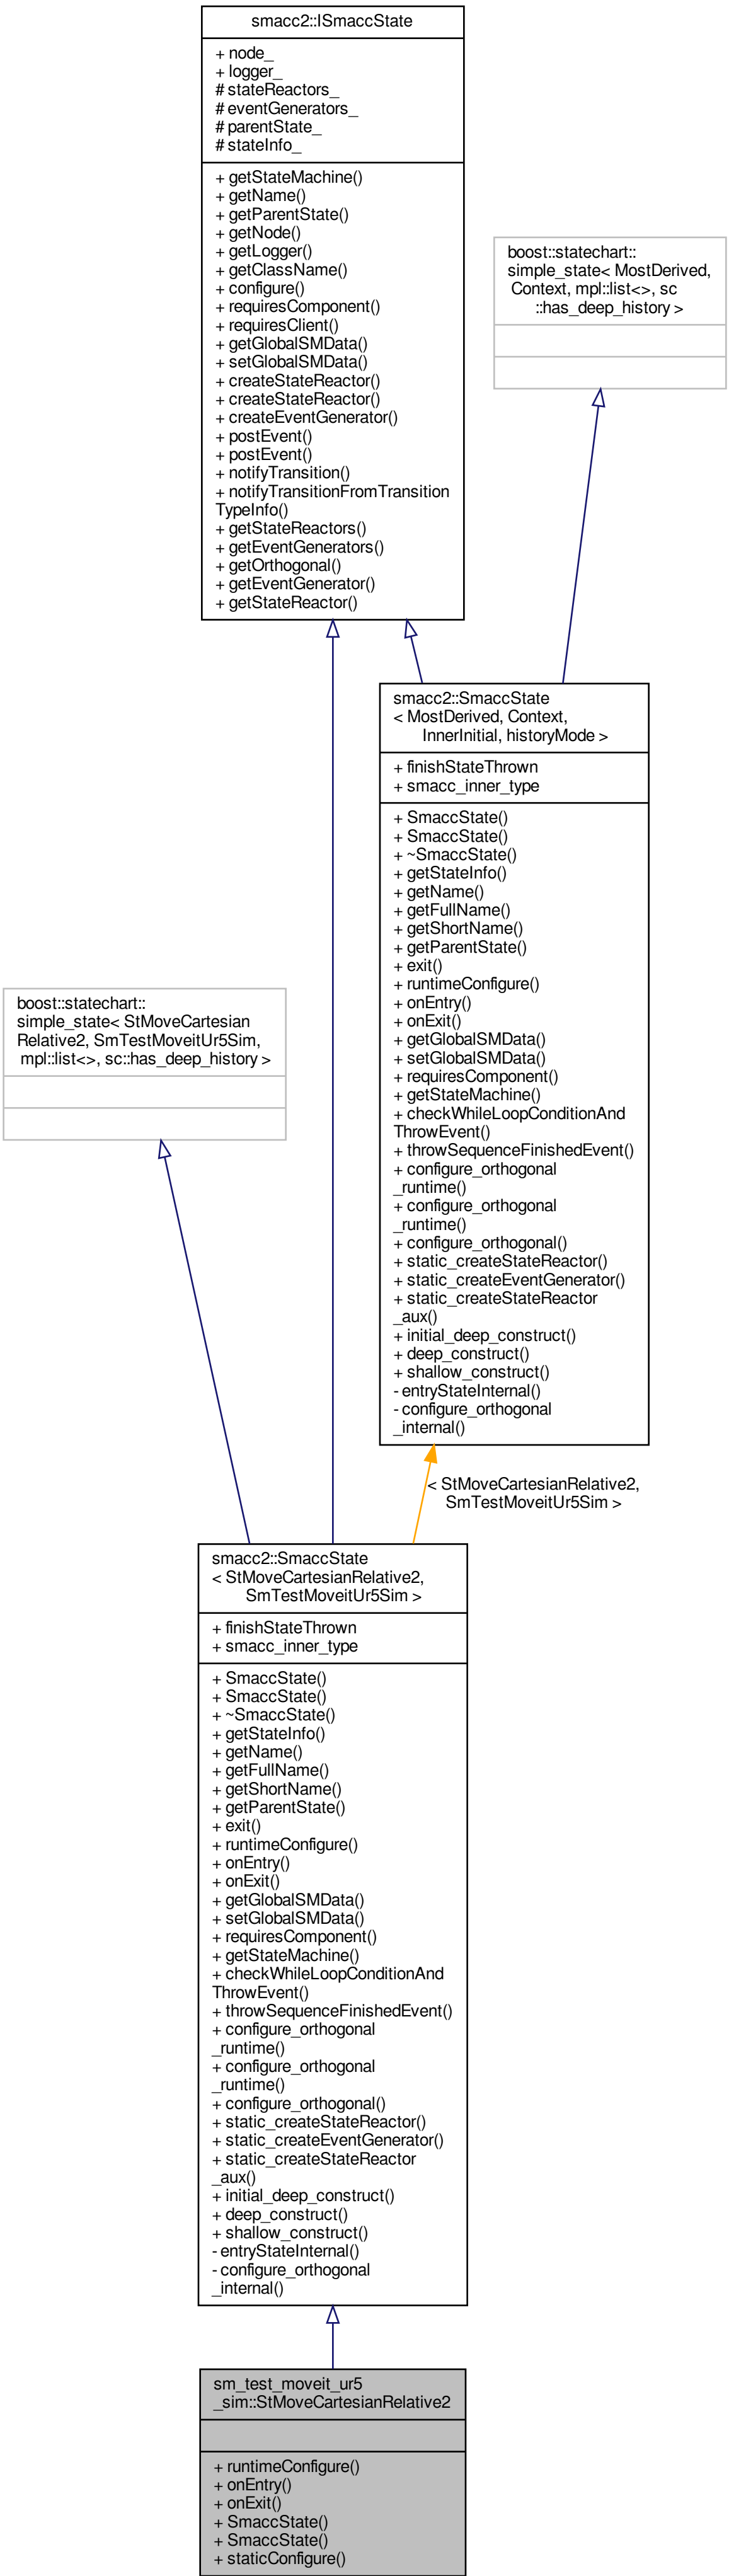 smacc2::ISmaccState
+ node_
+ logger_
# stateReactors_
# eventGenerators_
# parentState_
# stateInfo_
+ getStateMachine()
+ getName()
+ getParentState()
+ getNode()
+ getLogger()
+ getClassName()
+ configure()
+ requiresComponent()
+ requiresClient()
+ getGlobalSMData()
+ setGlobalSMData()
+ createStateReactor()
+ createStateReactor()
+ createEventGenerator()
+ postEvent()
+ postEvent()
+ notifyTransition()
+ notifyTransitionFromTransition
TypeInfo()
+ getStateReactors()
+ getEventGenerators()
+ getOrthogonal()
+ getEventGenerator()
+ getStateReactor()
boost::statechart::
simple_state< MostDerived,
Context, mpl::list<>, sc
::has_deep_history >
smacc2::SmaccState
< MostDerived, Context,
InnerInitial, historyMode >
+ finishStateThrown
+ smacc_inner_type
+ SmaccState()
+ SmaccState()
+ ~SmaccState()
+ getStateInfo()
+ getName()
+ getFullName()
+ getShortName()
+ getParentState()
+ exit()
+ runtimeConfigure()
+ onEntry()
+ onExit()
+ getGlobalSMData()
+ setGlobalSMData()
+ requiresComponent()
+ getStateMachine()
+ checkWhileLoopConditionAnd
ThrowEvent()
+ throwSequenceFinishedEvent()
+ configure_orthogonal
_runtime()
+ configure_orthogonal
_runtime()
+ configure_orthogonal()
+ static_createStateReactor()
+ static_createEventGenerator()
+ static_createStateReactor
_aux()
+ initial_deep_construct()
+ deep_construct()
+ shallow_construct()
- entryStateInternal()
- configure_orthogonal
_internal()
boost::statechart::
simple_state< StMoveCartesian
Relative2, SmTestMoveitUr5Sim,
mpl::list<>, sc::has_deep_history >
< StMoveCartesianRelative2,
SmTestMoveitUr5Sim >
smacc2::SmaccState
< StMoveCartesianRelative2,
SmTestMoveitUr5Sim >
+ finishStateThrown
+ smacc_inner_type
+ SmaccState()
+ SmaccState()
+ ~SmaccState()
+ getStateInfo()
+ getName()
+ getFullName()
+ getShortName()
+ getParentState()
+ exit()
+ runtimeConfigure()
+ onEntry()
+ onExit()
+ getGlobalSMData()
+ setGlobalSMData()
+ requiresComponent()
+ getStateMachine()
+ checkWhileLoopConditionAnd
ThrowEvent()
+ throwSequenceFinishedEvent()
+ configure_orthogonal
_runtime()
+ configure_orthogonal
_runtime()
+ configure_orthogonal()
+ static_createStateReactor()
+ static_createEventGenerator()
+ static_createStateReactor
_aux()
+ initial_deep_construct()
+ deep_construct()
+ shallow_construct()
- entryStateInternal()
- configure_orthogonal
_internal()
sm_test_moveit_ur5
_sim::StMoveCartesianRelative2
+ runtimeConfigure()
+ onEntry()
+ onExit()
+ SmaccState()
+ SmaccState()
+ staticConfigure()